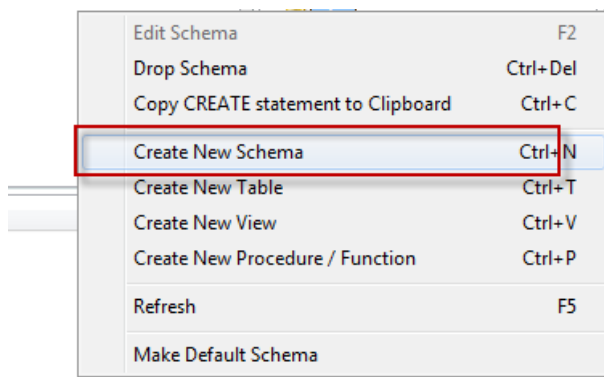 Edit Schema F2
Drop Schema Ctrl+Del
Copy CREATE statement to Clipboard Ctrl+C
Create New Schema Ctrl+N
Create New Table Ctrl+T
Create New View Ctrl+V
Create New Procedure / Function Ctrl+P
Refresh F5
Make Default Schema